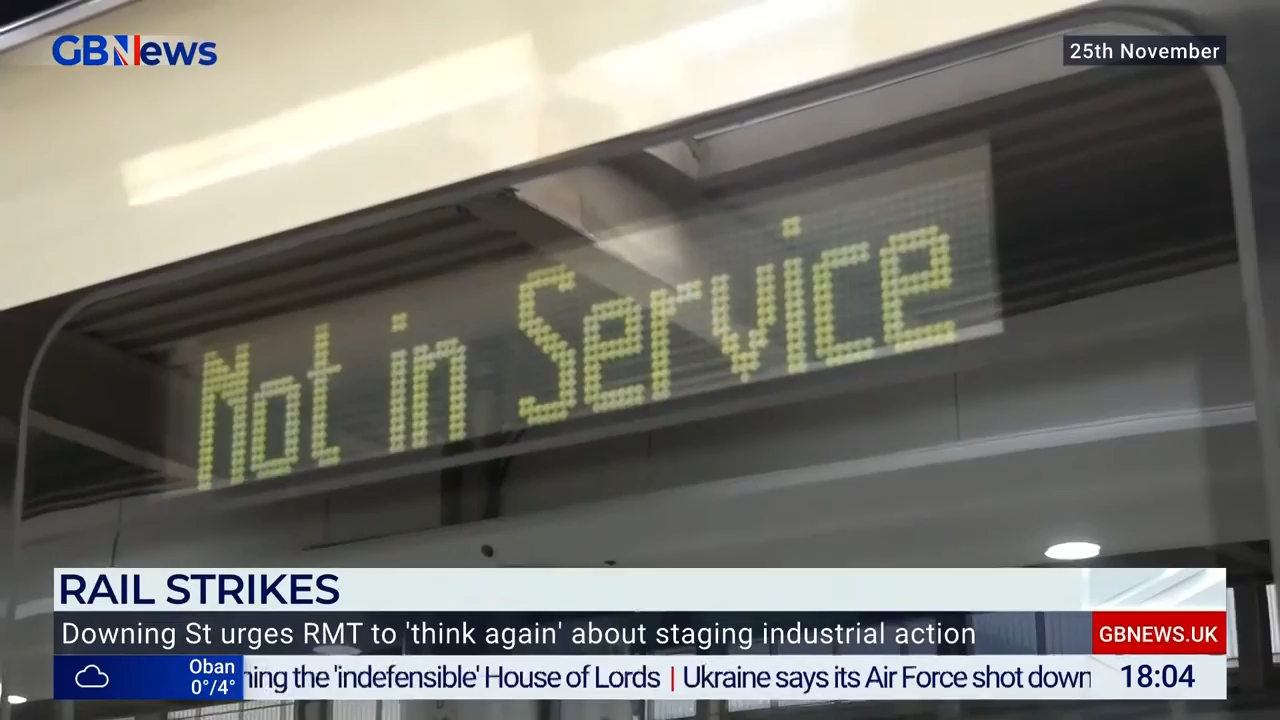 GBNews
25th November
Not in Service
RAIL STRIKES
Downing St urges RMT to 'think again' about staging industrial action
GBNEWS.UK
Oban
0°/4°
the 'indefensible' House of Lords | Ukraine says its Air Force shot down
18:04